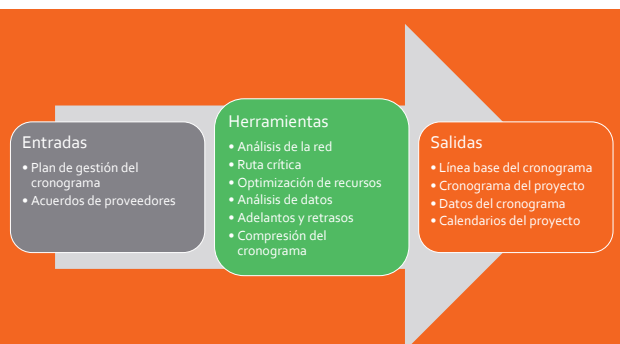 Entradas
• Plan de gestión del
cronograma
• Acuerdos de proveedores
Herramientas
• Análisis de la red
• Ruta crítica
• Optimización de recursos
• Análisis de datos
• Adelantos y retrasos
• Compresión del
cronograma
Salidas
• Línea base del cronograma
• Cronograma del proyecto
• Datos del cronograma
• Calendarios del proyecto